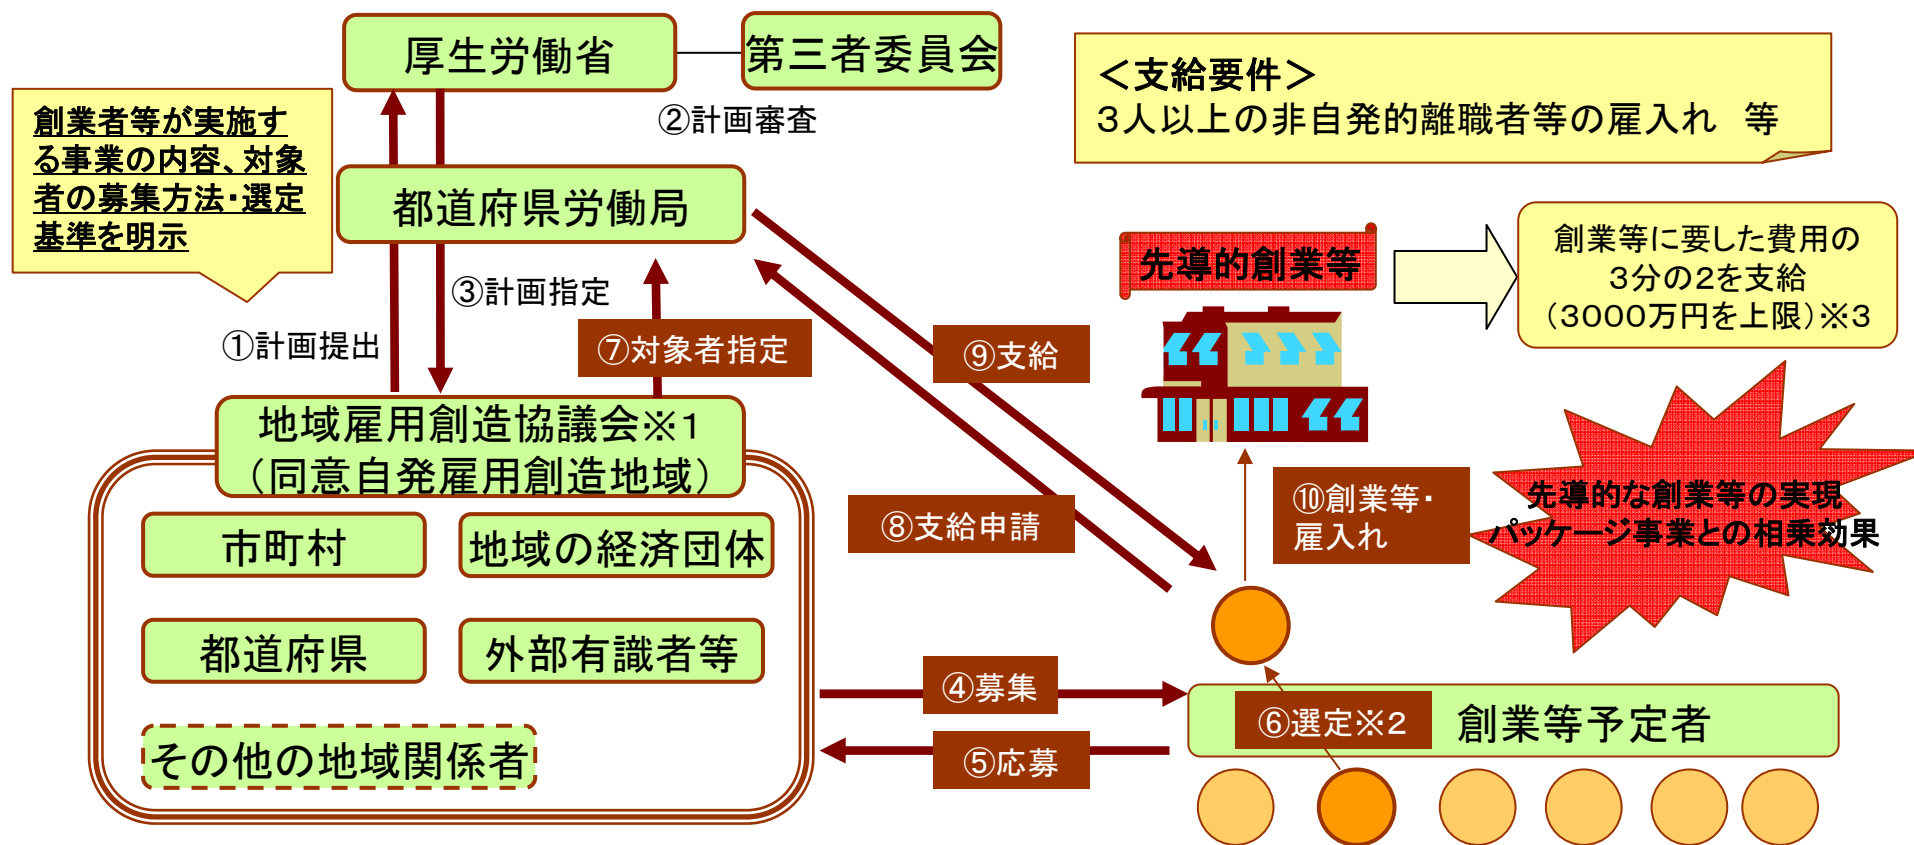 厚生労働省
第三者委員会
＜支給要件＞
３人以上の非自発的離職者等の雇入れ　等
創業者等が実施す
る事業の内容、対象
者の募集方法・選定
基準を明示
②計画審査
都道府県労働局
先導的創業等
創業等に要した費用の
３分の２を支給
（３０００万円を上限）※３
③計画指定
①計画提出
⑦対象者指定
⑨支給
地域雇用創造協議会※１
（同意自発雇用創造地域）
⑧支給申請
⑩創業等・
雇入れ
先導的な創業等の実現
パッケージ事業との相乗効果
市町村
地域の経済団体
都道府県
外部有識者等
その他の地域関係者
④募集
⑤応募
⑥選定※２
創業等予定者